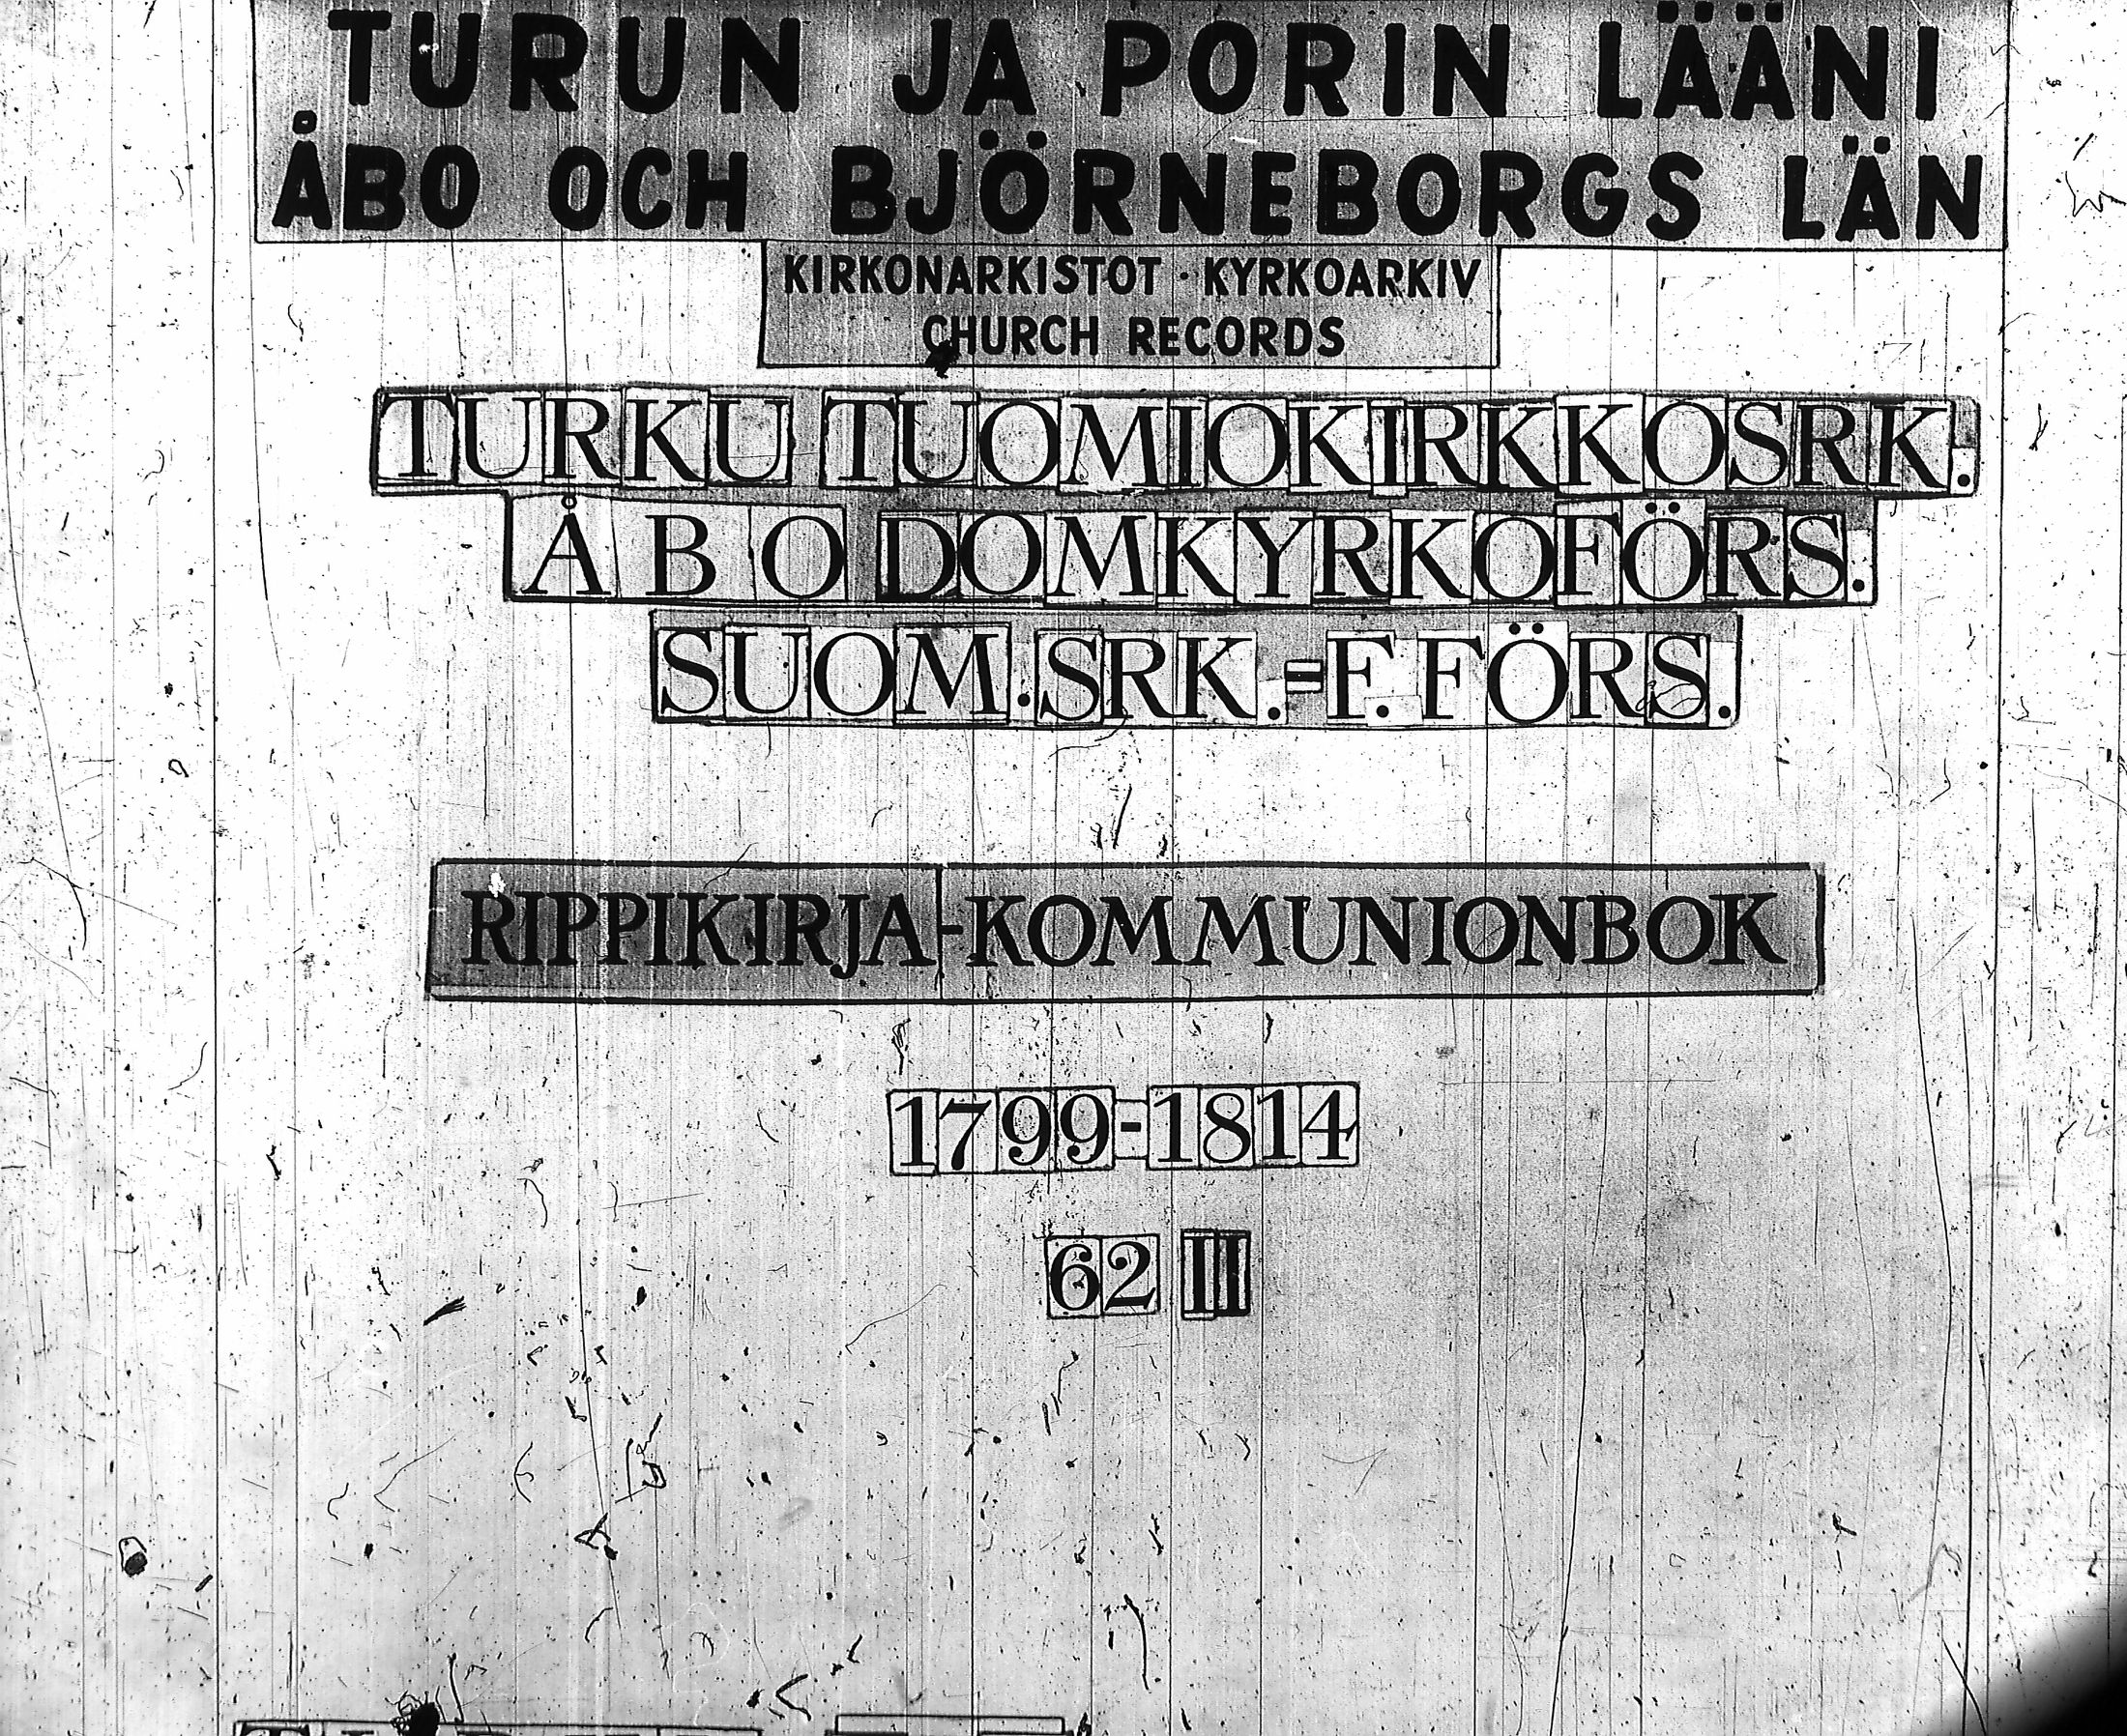 TURUN JA PORIN LÄÄNI
ÅBO OCH BJÖRNEBORGS LÄN
KIRKONARKISTOT · KYRKOARKIV
CHURCH RECORDS
TURKU TUOMIOKIRKKOSRK.
ÅBO DOMKYRKOFÖRS.
SUOM.SRK.=F.FÖRS.
RIPPIKIRJA-KOMMUNIONBOK
1799-1814
62 II